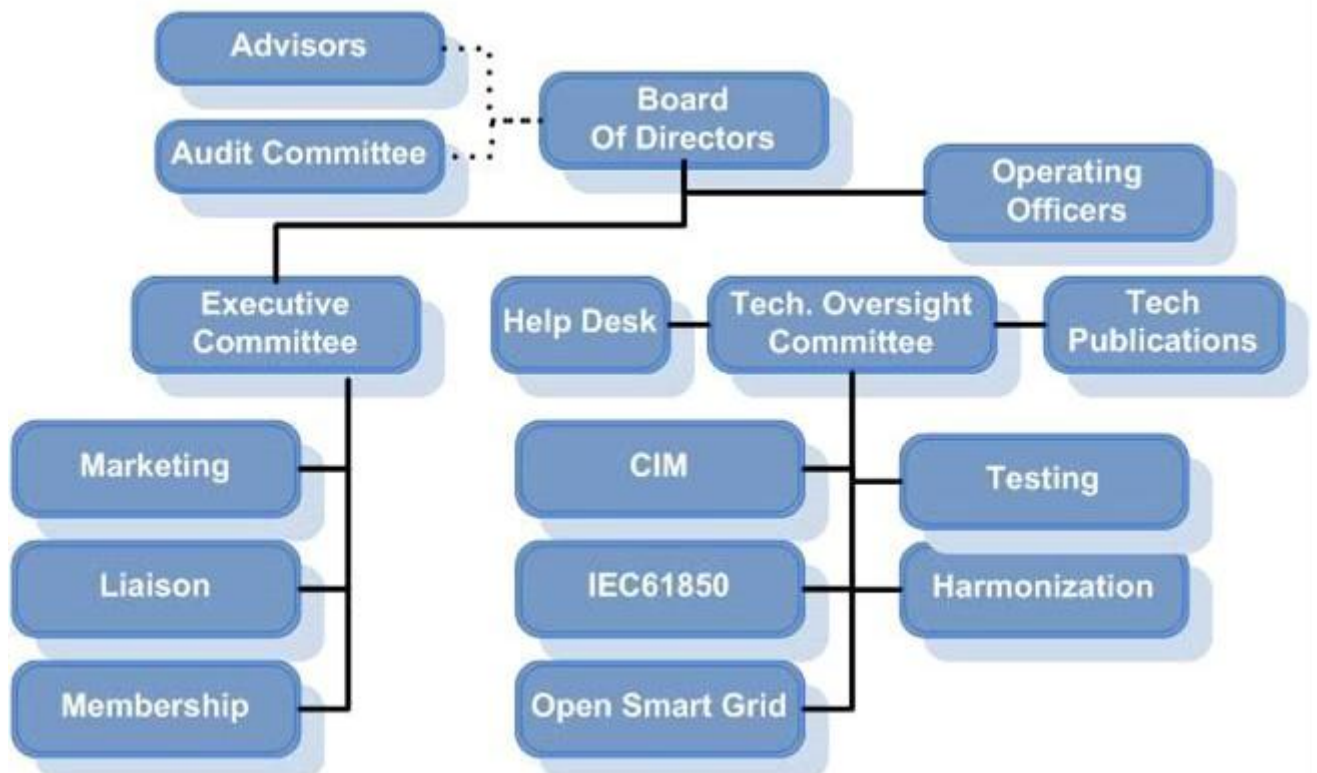 Advisors
Audit Committee
Board
Of Directors
Operating
Officers
Executive
Committee
Help Desk
Tech. Oversight
Committee
Tech
Publications
Marketing
Liaison
Membership
CIM
IEC61850
Open Smart Grid
Testing
Harmonization